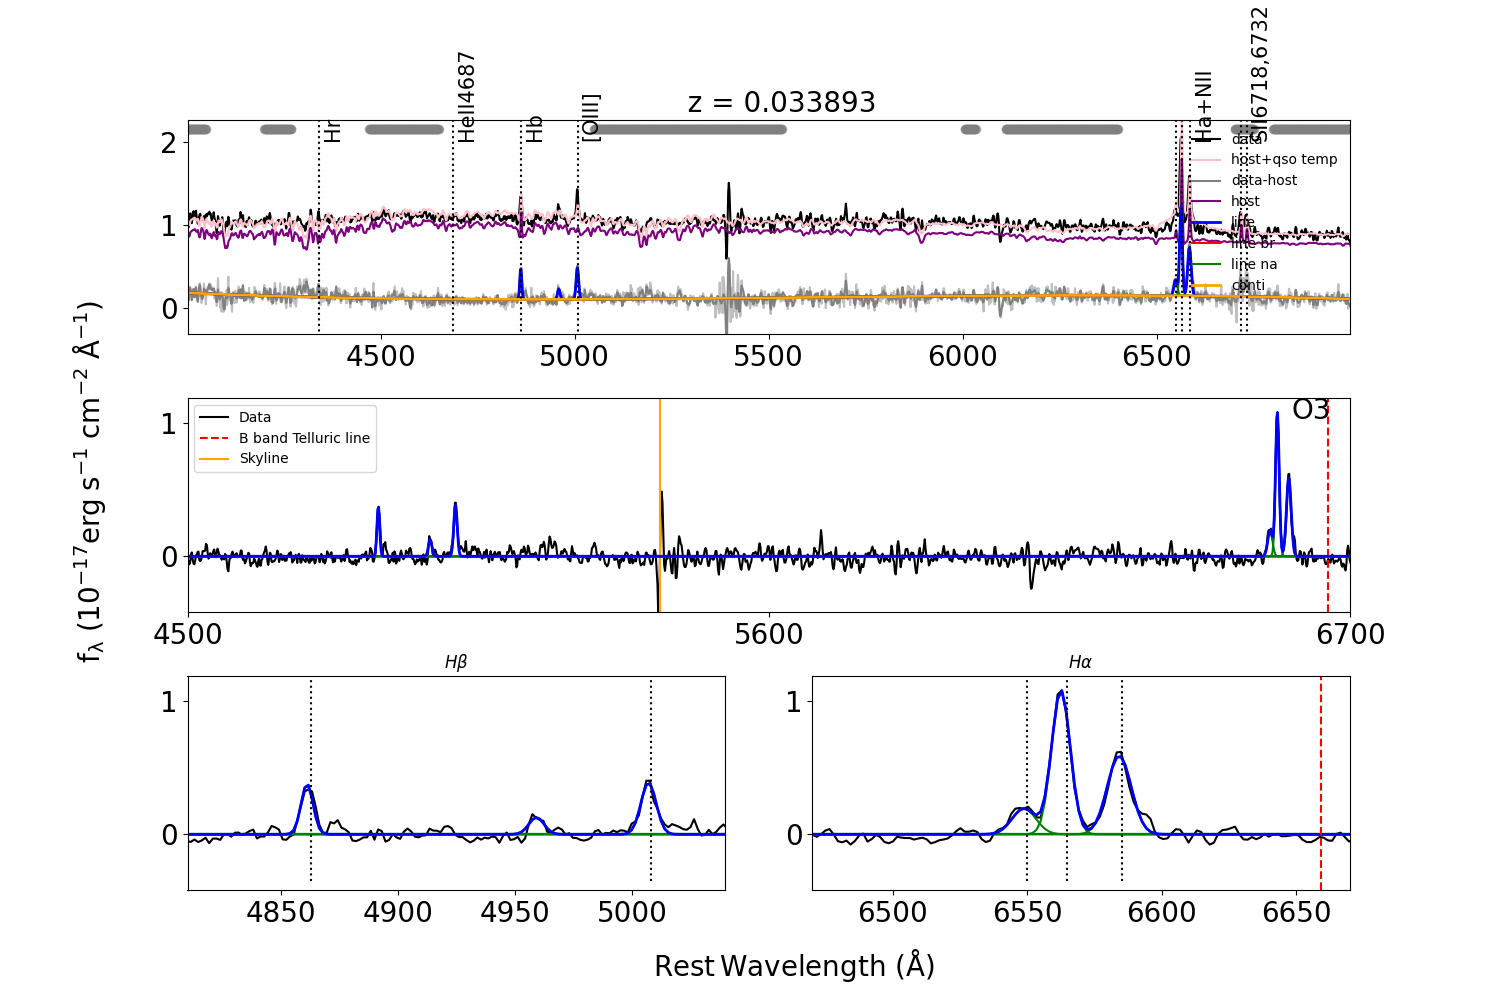 z = 0.033893
Hr
HeII4687
Hb
[OIII]
Ha+NII
SII6718,6732
data
host+qso temp
data-host
host
line
line br
line na
conti
2
1
0
4500 5000 5500 6000 6500
fλ (10−17erg s−1 cm−2 Å−1)
Data
B band Telluric line
Skyline
O3
1
0
4500 5600 6700
Hβ
1
0
4850 4900 4950 5000
Hα
1
0
6500 6550 6600 6650
Rest Wavelength (Å)